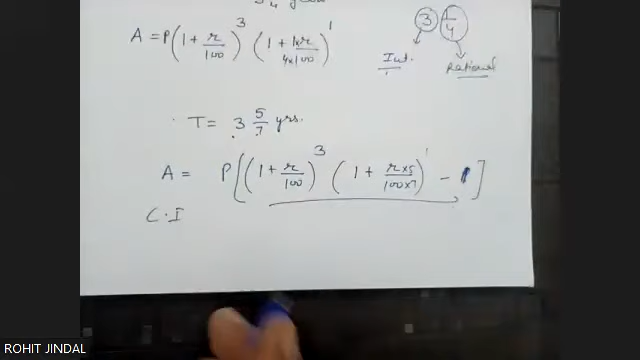 3 1/4
A = P(1 + r/100)^3 (1 + 1×r/4×100)^1
Int.
Rational
T = 3 5/7 yrs.
A = P[(1 + r/100)^3 (1 + r×5/100×7)^1 - 1]
C.I
ROHIT JINDAL